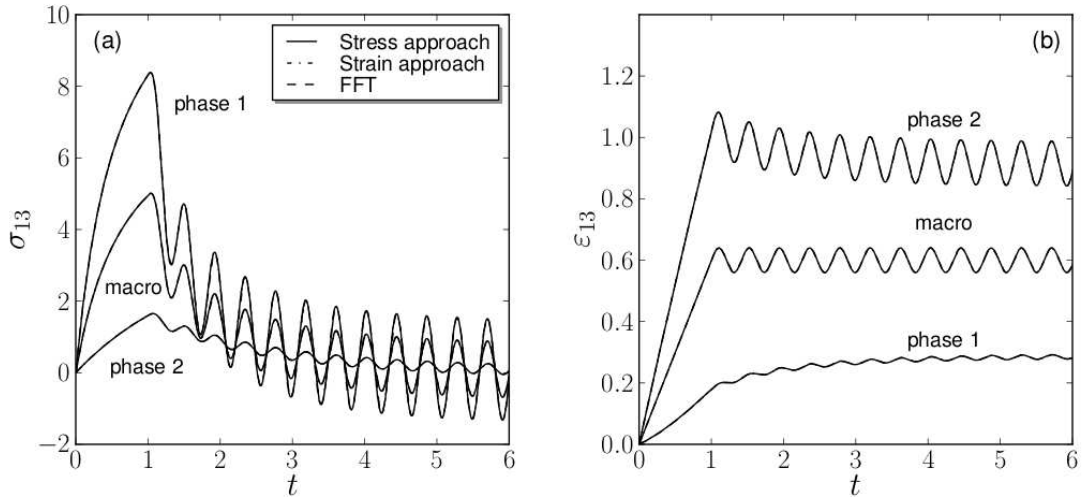 10
8
6
4
2
0
−2
σ13
(a)
Stress approach
Strain approach
FFT
phase 1
macro
phase 2
0 1 2 3 4 5 6
t
1.2
1.0
0.8
0.6
0.4
0.2
0.0
ε13
(b)
phase 2
macro
phase 1
0 1 2 3 4 5 6
t